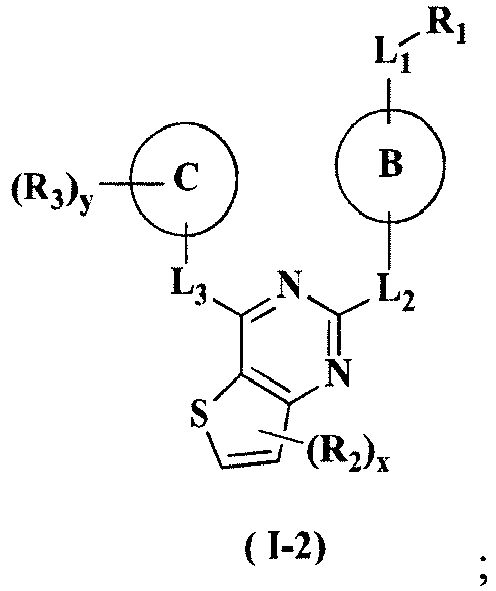 R₁
L₁
(R₃)y C B
L₃ N L₂
N
S
(R₂)x
( I-2) ;